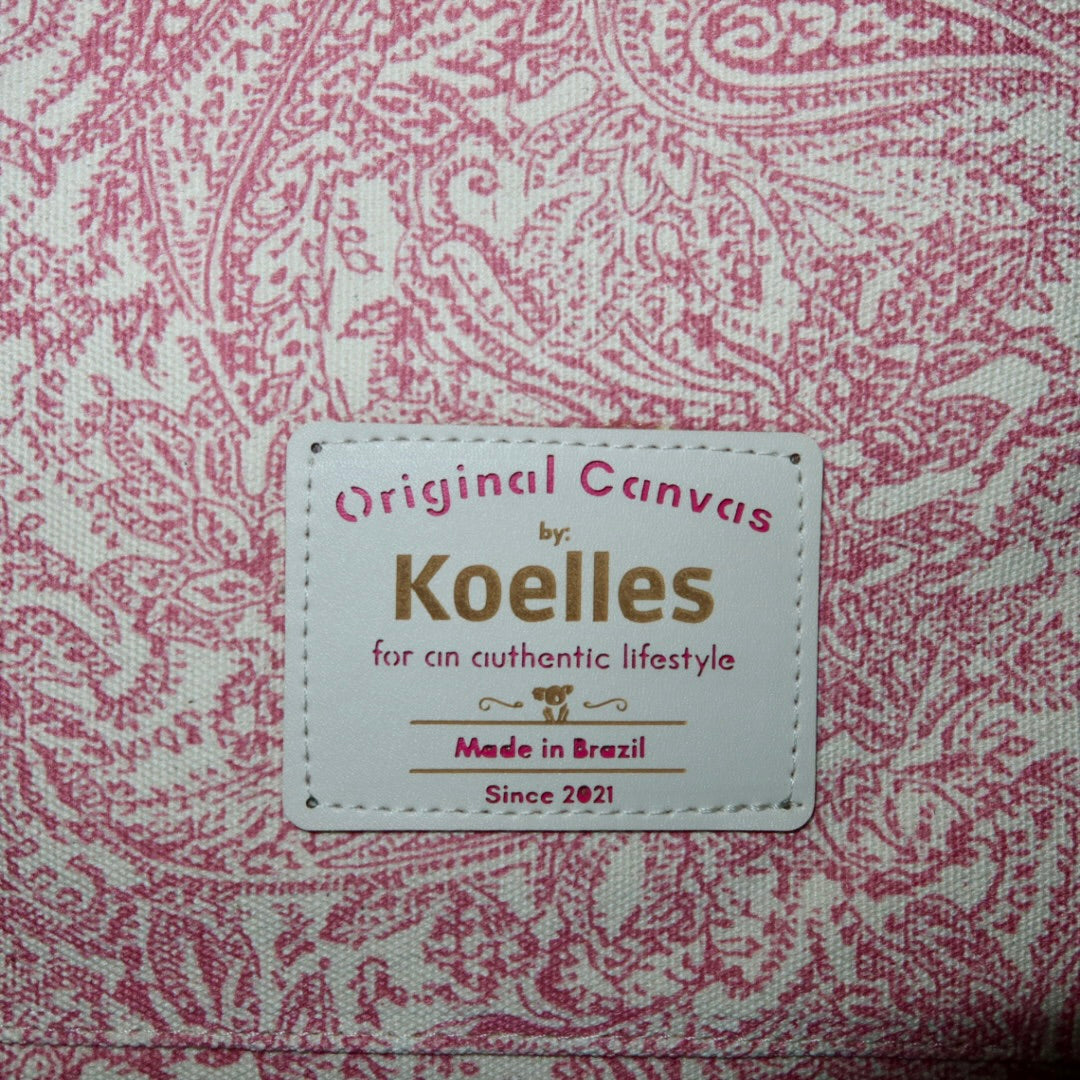 Original Canvas
by:
Koelles
for an authentic lifestyle
Made in Brazil
Since 2021